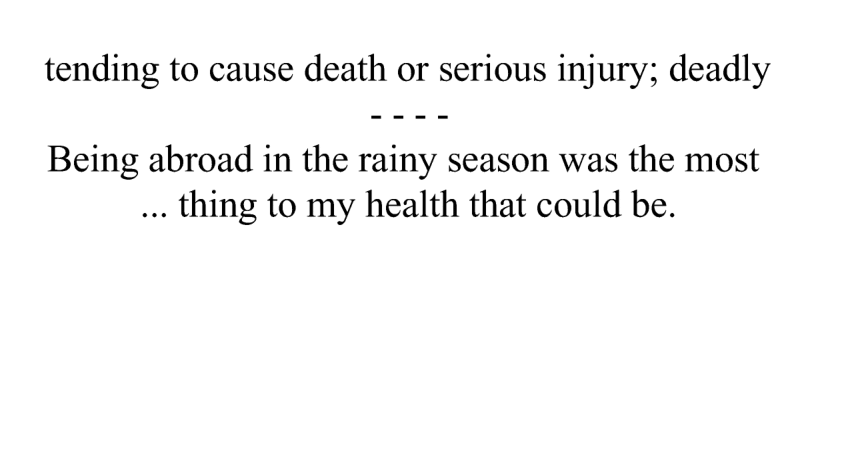 tending to cause death or serious injury; deadly
- - - -
Being abroad in the rainy season was the most
... thing to my health that could be.